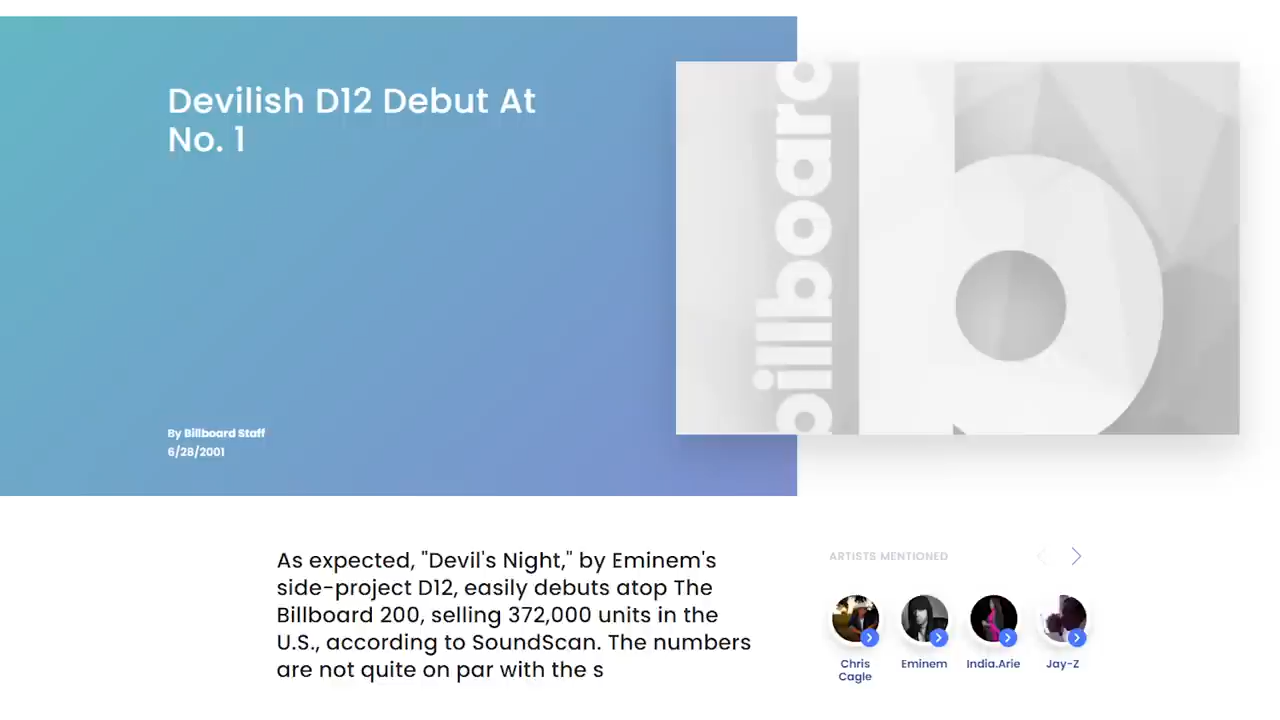 Devilish D12 Debut At
No. 1
billboard
b
By Billboard Staff
6/28/2001
As expected, "Devil's Night," by Eminem's
side-project D12, easily debuts atop The
Billboard 200, selling 372,000 units in the
U.S., according to SoundScan. The numbers
are not quite on par with the s
ARTISTS MENTIONED
Chris
Cagle
Eminem
India.Arie
Jay-Z